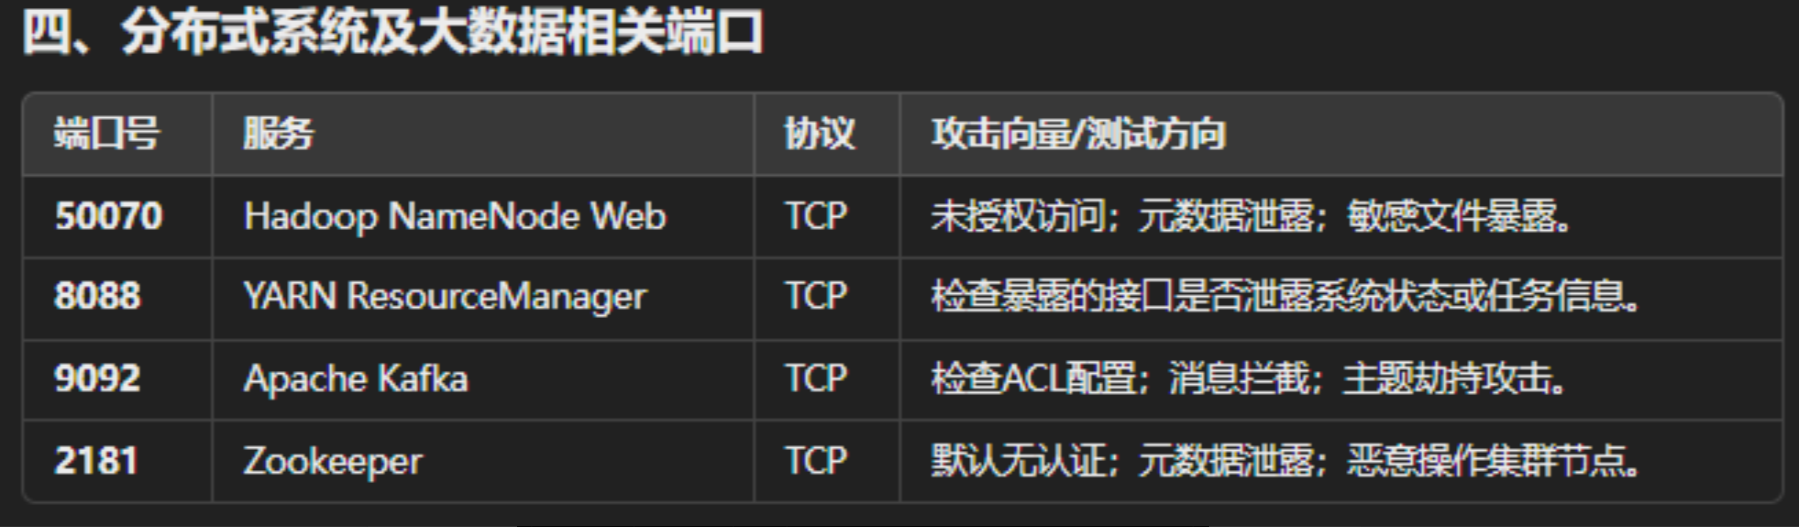 四、分布式系统及大数据相关端口
端口号 服务 协议 攻击向量/测试方向
50070 Hadoop NameNode Web TCP 未授权访问；元数据泄露；敏感文件暴露。
8088 YARN ResourceManager TCP 检查暴露的接口是否泄露系统状态或任务信息。
9092 Apache Kafka TCP 检查ACL配置；消息拦截；主题劫持攻击。
2181 Zookeeper TCP 默认无认证；元数据泄露；恶意操作集群节点。